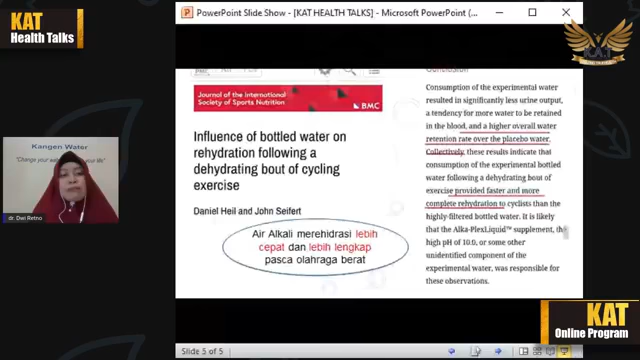 KAT
Health Talks
PowerPoint Slide Show - [KAT HEALTH TALKS] - Microsoft PowerPoint (...
KAT
Journal of the International
Society of Sports Nutrition
BMC
Influence of bottled water on
rehydration following a
dehydrating bout of cycling
exercise
Daniel Heil and John Seifert
Air Alkali merehidrasi lebih
cepat dan lebih lengkap
pasca olahraga berat
Conclusion
Consumption of the experimental water
resulted in significantly less urine output,
a tendency for more water to be retained
in the blood, and a higher overall water
retention rate over the placebo water.
Collectively, these results indicate that
consumption of the experimental bottled
water following a dehydrating bout of
exercise provided faster and more
complete rehydration to cyclists than the
highly-filtered bottled water. It is likely
that the Alka-PlexLiquid™ supplement, the
high pH of 10.0, or some other
unidentified component of the
experimental water, was responsible for
these observations.
Kangen Water
dr. Dwi Retno
Slide 5 of 5
KAT
Online Program